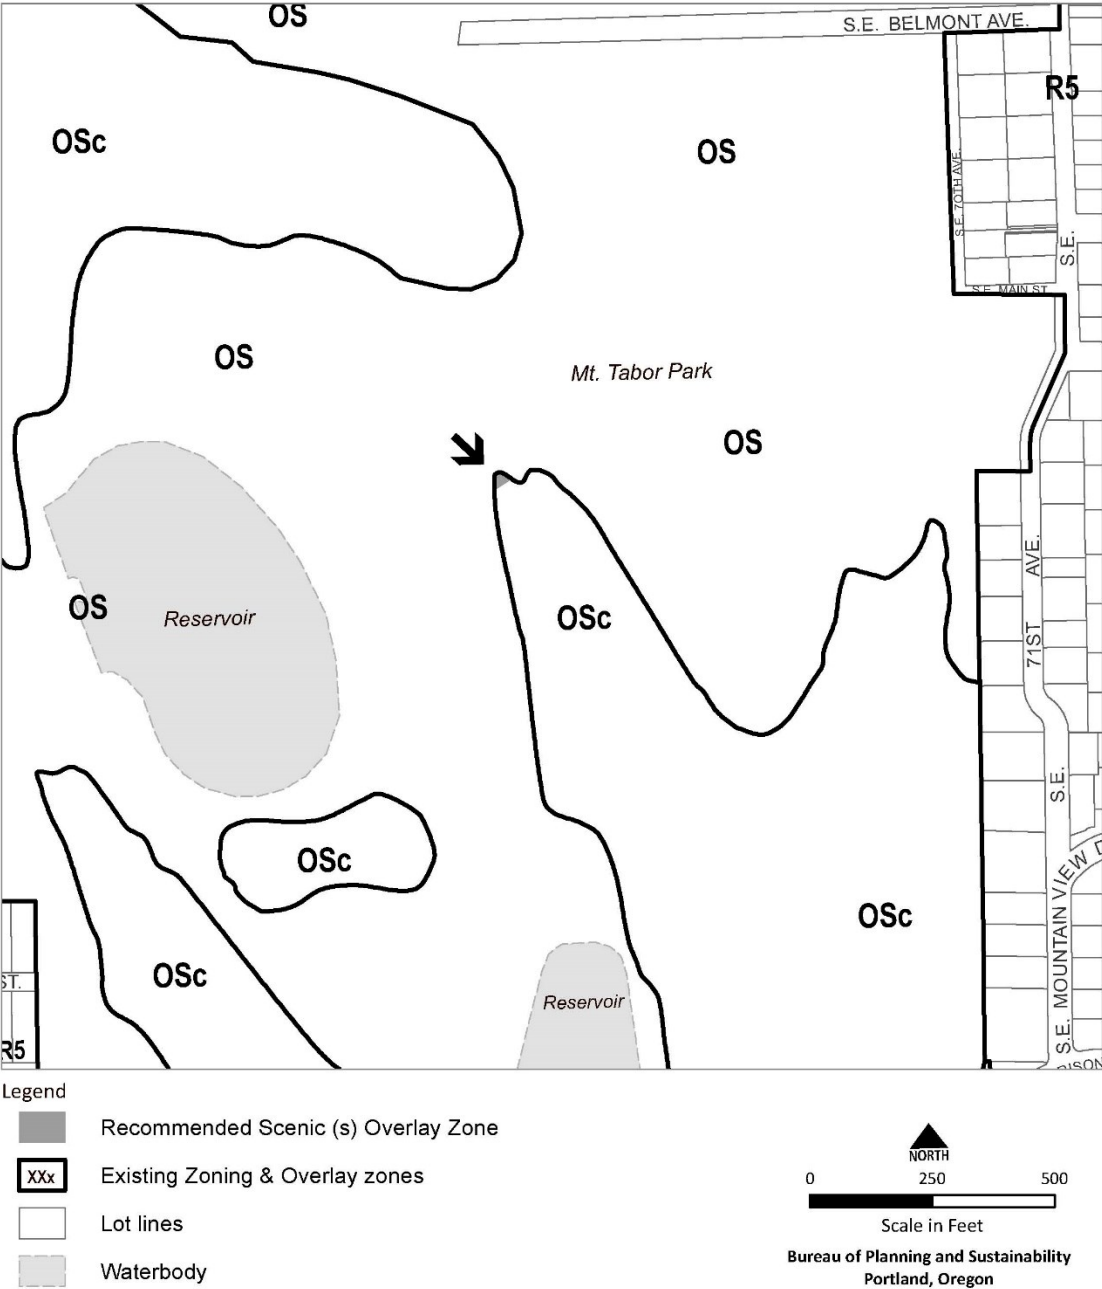 OS
S.E. BELMONT AVE.
R5
OSc
OS
S.E. 70TH AVE.
S.E.
S.E. MAIN ST.
OS
Mt. Tabor Park
OS
71ST AVE.
OS
Reservoir
OSc
S.E.
OSc
OSc
S.E. MOUNTAIN VIEW D
OSc
ST.
Reservoir
R5
RISON
Legend
Recommended Scenic (s) Overlay Zone
XXx Existing Zoning & Overlay zones
Lot lines
Waterbody
NORTH
0 250 500
Scale in Feet
Bureau of Planning and Sustainability
Portland, Oregon